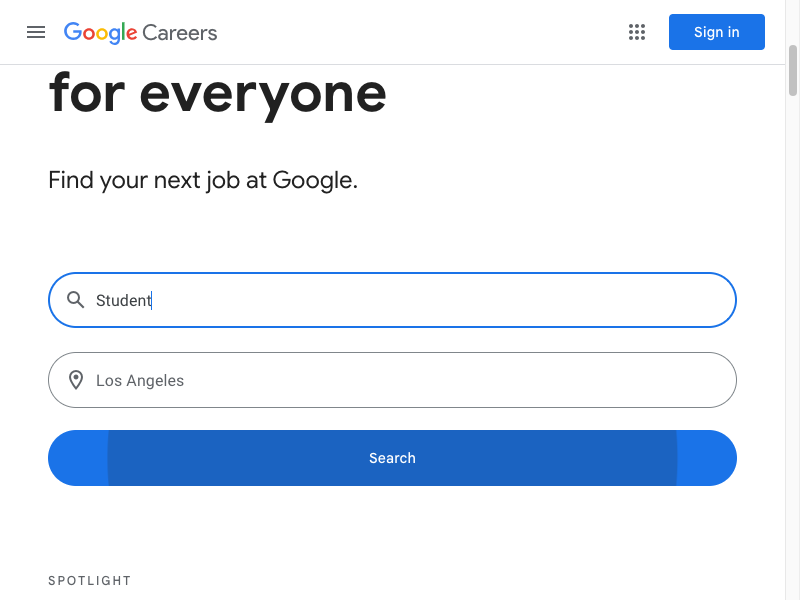 Google Careers
Sign in
for everyone
Find your next job at Google.
Student
Los Angeles
Search
SPOTLIGHT